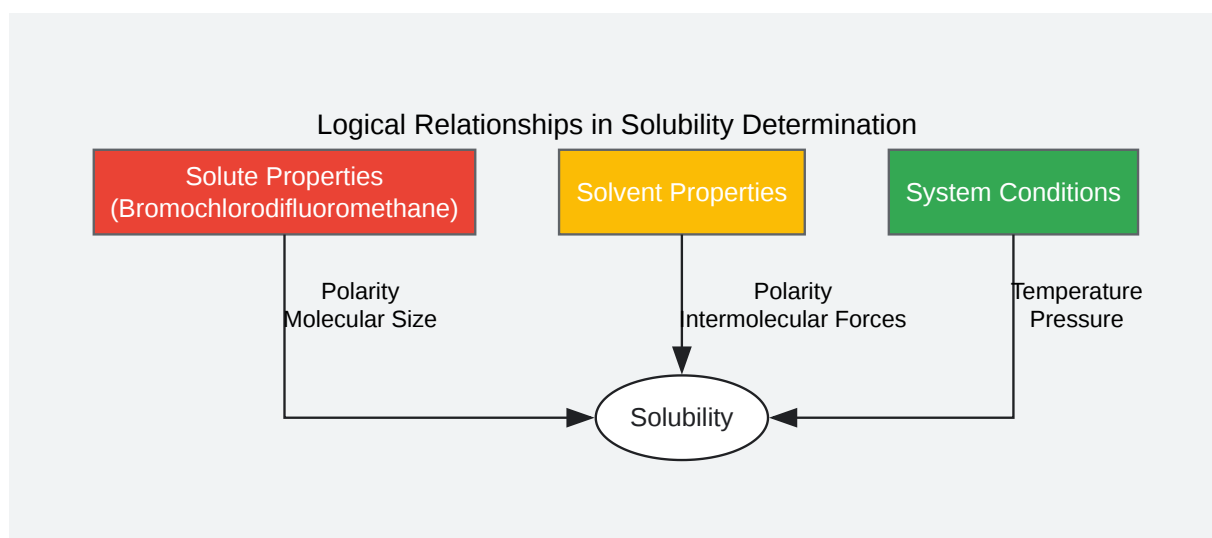 Logical Relationships in Solubility Determination
Solute Properties
(Bromochlorodifluoromethane)
Solvent Properties
System Conditions
Polarity
Molecular Size
Polarity
Intermolecular Forces
Temperature
Pressure
Solubility